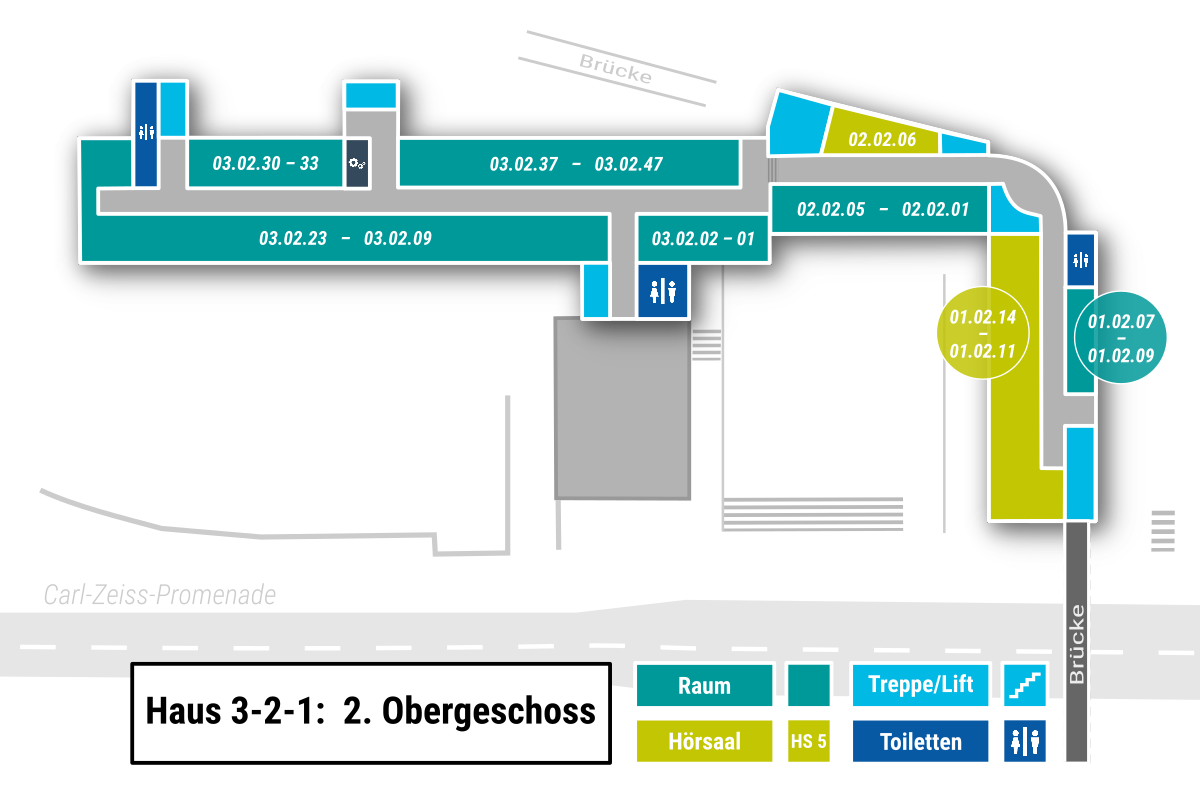 Brücke
03.02.30 – 33
03.02.37 – 03.02.47
02.02.06
03.02.23 – 03.02.09
03.02.02 – 01
02.02.05 – 02.02.01
01.02.14
–
01.02.11
01.02.07
–
01.02.09
Carl-Zeiss-Promenade
Brücke
Haus 3-2-1: 2. Obergeschoss
Raum
Treppe/Lift
Hörsaal
HS 5
Toiletten